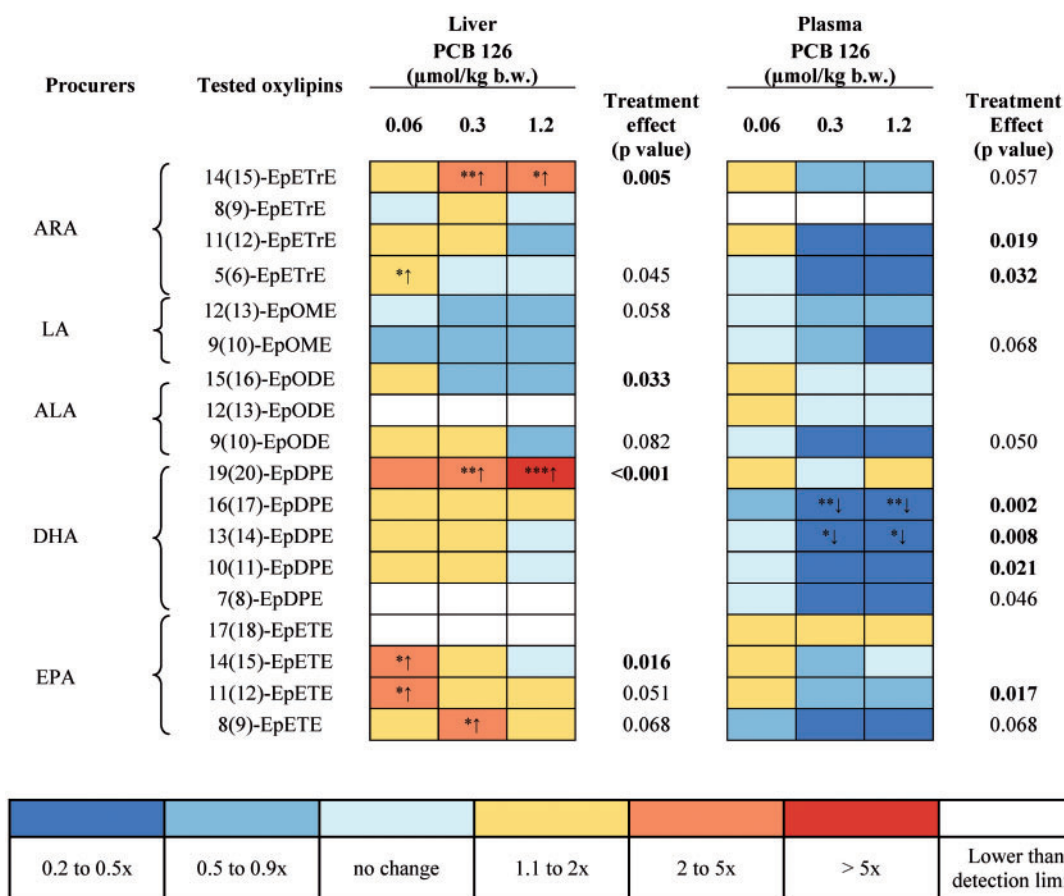 Liver
PCB 126
(µmol/kg b.w.)
Plasma
PCB 126
(µmol/kg b.w.)
Procurers
Tested oxylipins
0.06 0.3 1.2
Treatment
effect
(p value)
0.06 0.3 1.2
Treatment
Effect
(p value)
ARA
14(15)-EpETrE **↑ *↑ 0.005 0.057
8(9)-EpETrE
11(12)-EpETrE 0.019
5(6)-EpETrE *↑ 0.045 0.032
LA
12(13)-EpOME 0.058
9(10)-EpOME 0.068
ALA
15(16)-EpODE 0.033
12(13)-EpODE
9(10)-EpODE 0.082 0.050
DHA
19(20)-EpDPE **↑ ***↑ <0.001
16(17)-EpDPE **↓ **↓ 0.002
13(14)-EpDPE *↓ *↓ 0.008
10(11)-EpDPE 0.021
7(8)-EpDPE 0.046
EPA
17(18)-EpETE
14(15)-EpETE *↑ 0.016
11(12)-EpETE *↑ 0.051 0.017
8(9)-EpETE *↑ 0.068 0.068
0.2 to 0.5x 0.5 to 0.9x no change 1.1 to 2x 2 to 5x > 5x Lower than
detection lim